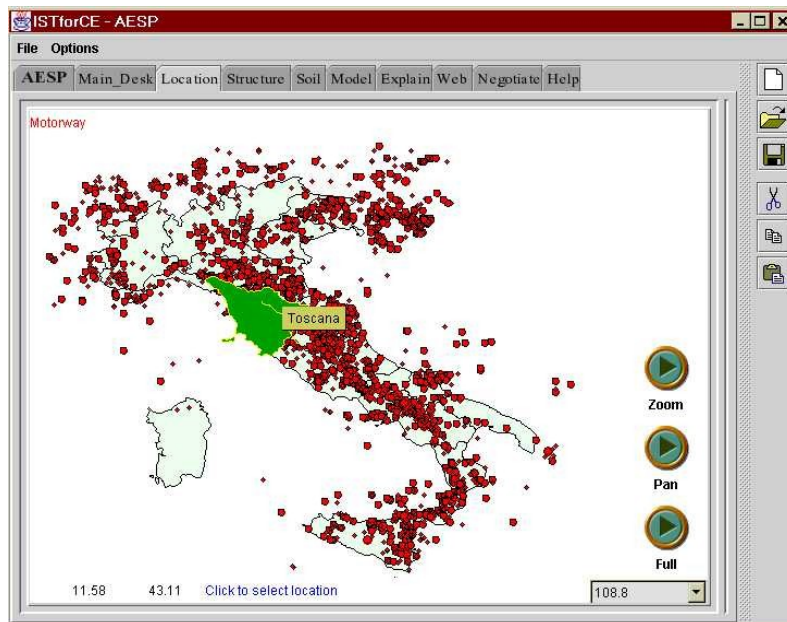 ISTforCE - AESP
File Options
AESP Main_Desk Location Structure Soil Model Explain Web Negotiate Help
Motorway
Toscana
Zoom
Pan
Full
11.58 43.11 Click to select location 108.8